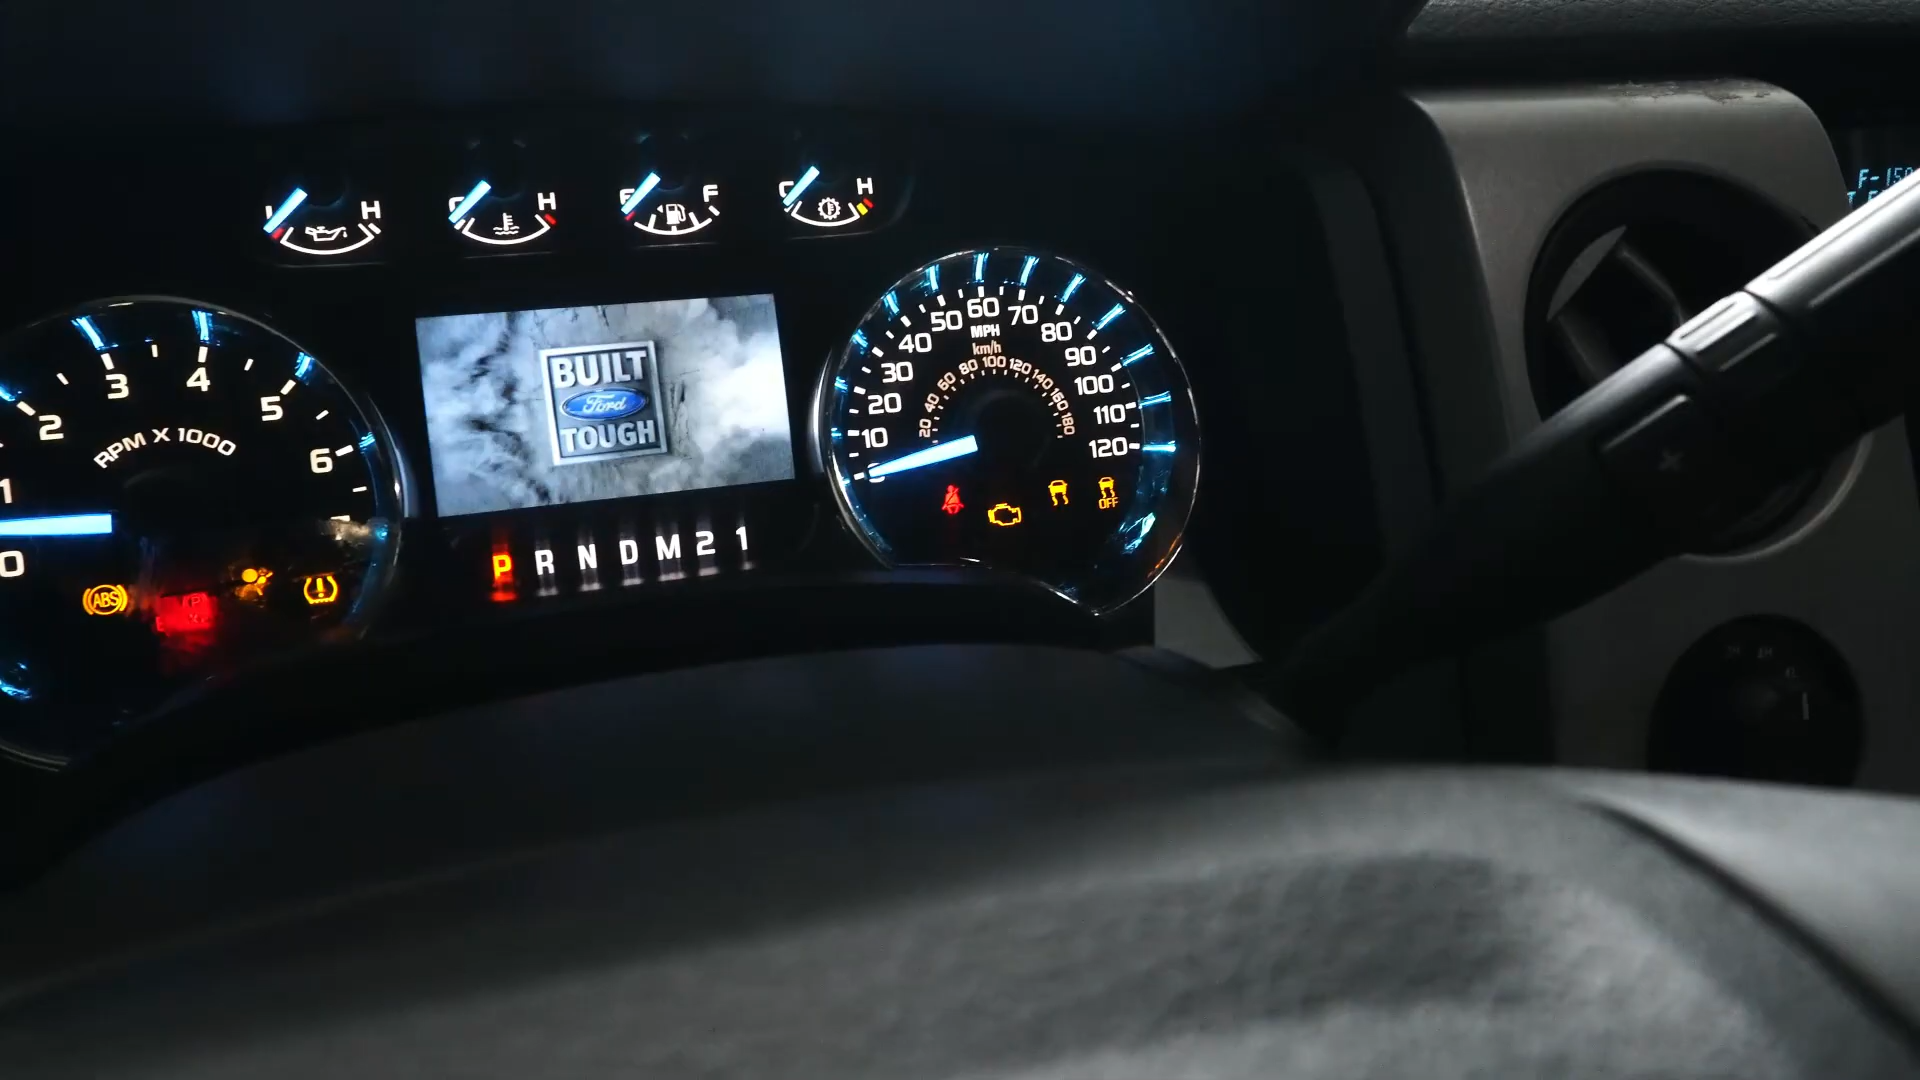 H
H
E F
C H
2 3 4 5 6
RPM X 1000
1
0
BUILT
Ford
TOUGH
10 20 30 40 50 60 70 80 90 100 110 120
MPH
km/h
20 40 60 80 100 120 140 160 180
ABS
OFF
P R N D M 2 1
F-150